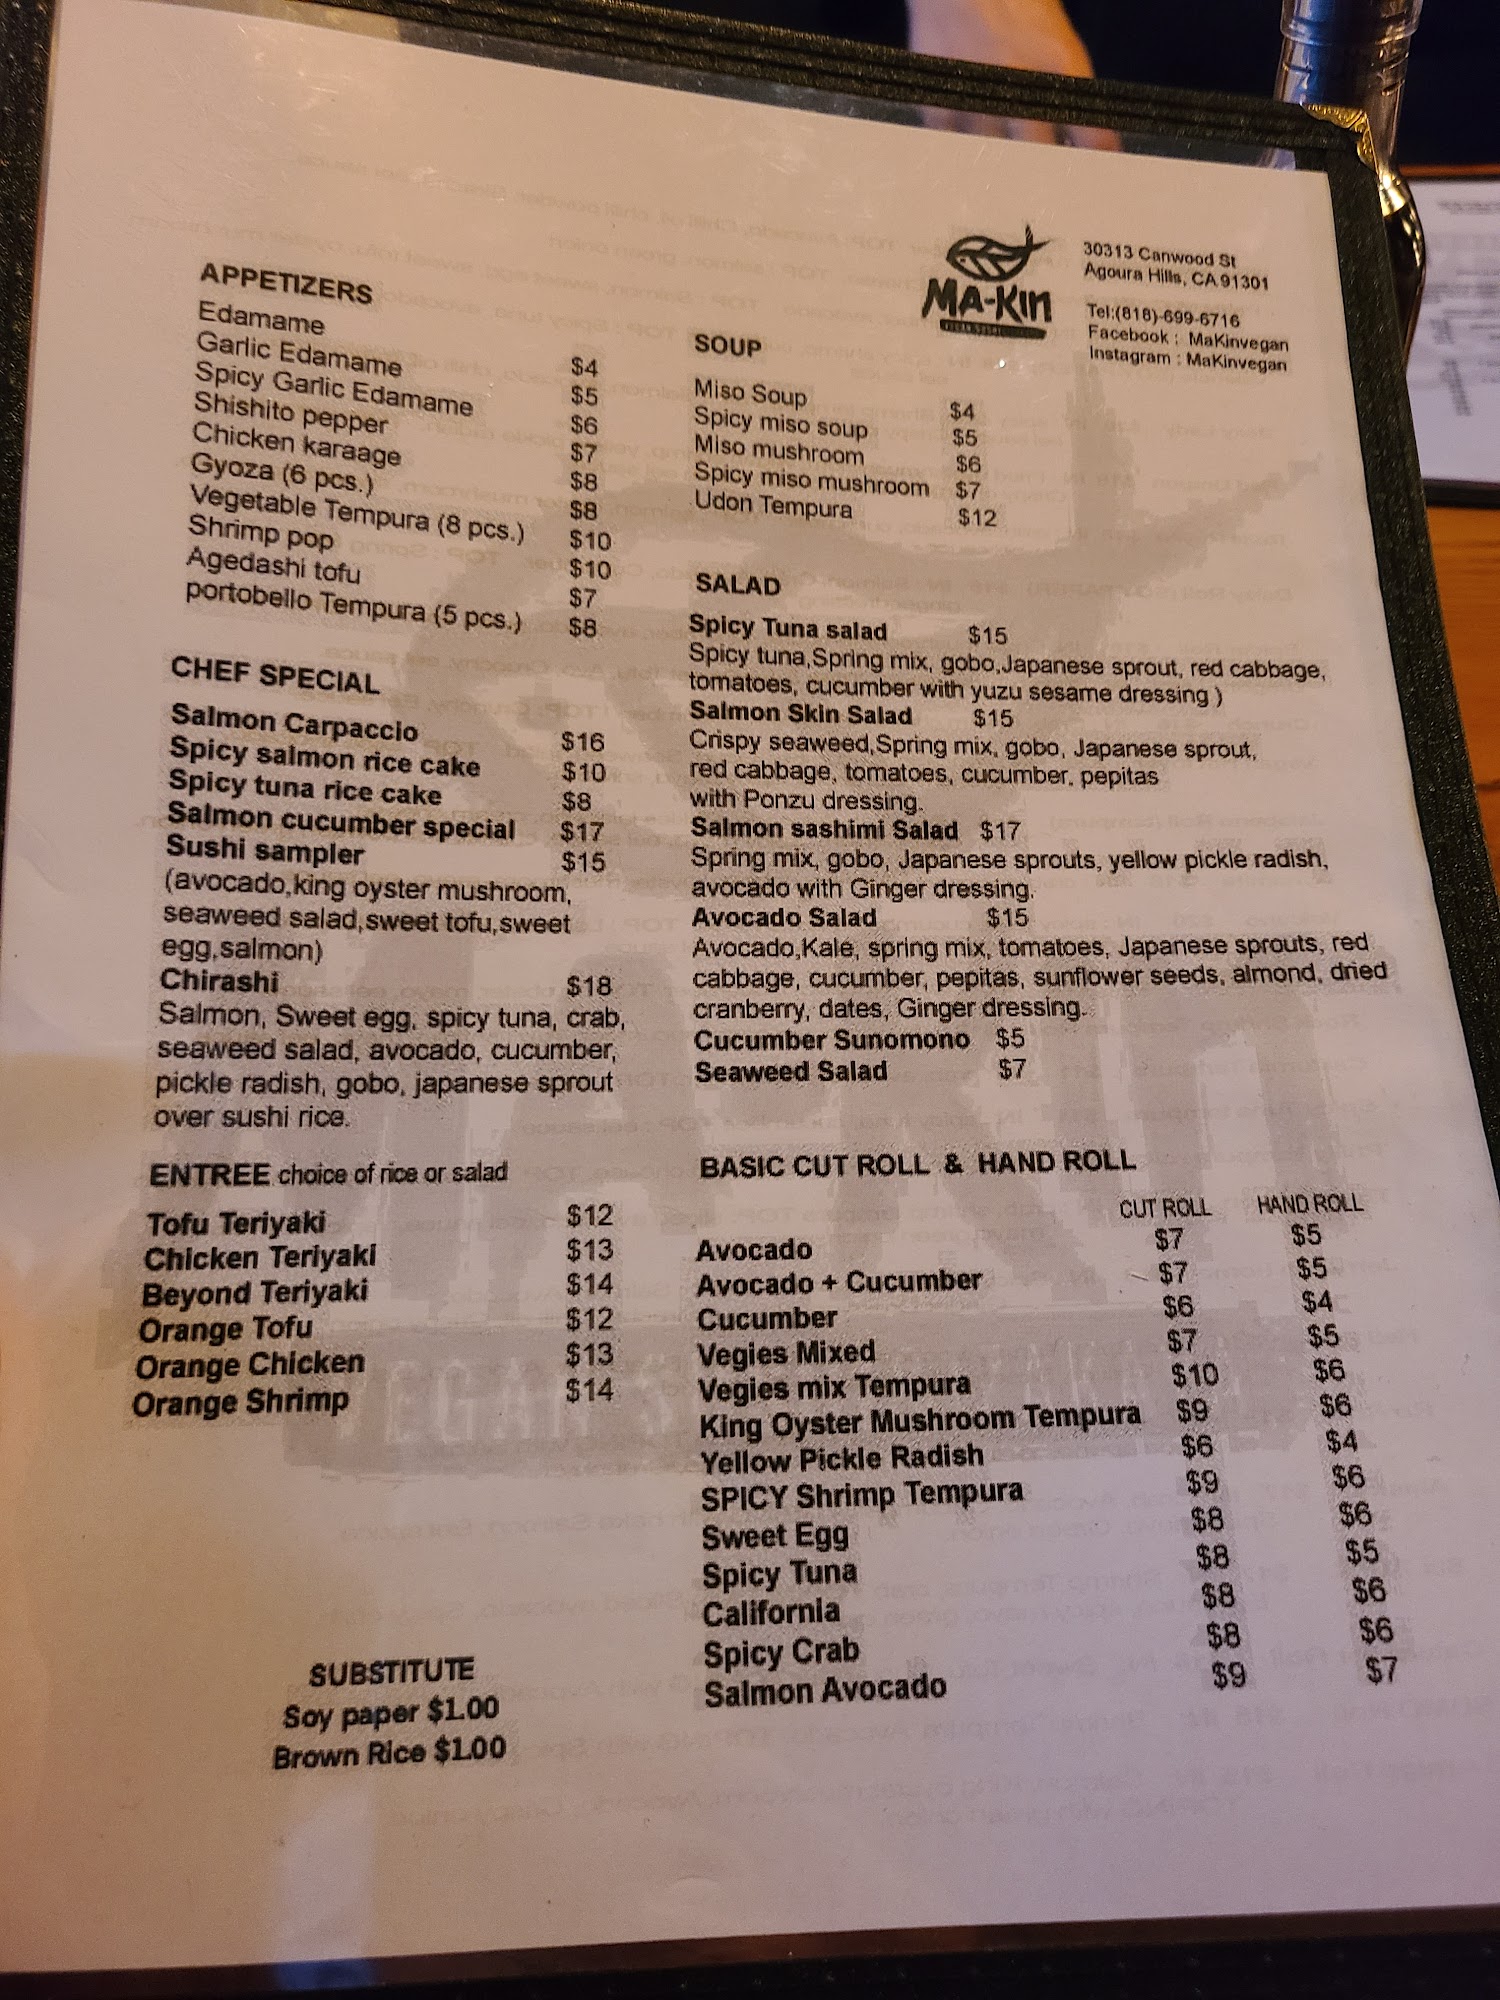 MA-Kin
VEGAN SUSHI
30313 Canwood St
Agoura Hills, CA 91301
Tel:(818)-699-6716
Facebook : MaKinvegan
Instagram : MaKinvegan
APPETIZERS
Edamame $4
Garlic Edamame $5
Spicy Garlic Edamame $6
Shishito pepper $7
Chicken karaage $8
Gyoza (6 pcs.) $8
Vegetable Tempura (8 pcs.) $10
Shrimp pop $10
Agedashi tofu $7
portobello Tempura (5 pcs.) $8
CHEF SPECIAL
Salmon Carpaccio $16
Spicy salmon rice cake $10
Spicy tuna rice cake $8
Salmon cucumber special $17
Sushi sampler $15
(avocado,king oyster mushroom,
seaweed salad,sweet tofu,sweet
egg,salmon)
Chirashi $18
Salmon, Sweet egg, spicy tuna, crab,
seaweed salad, avocado, cucumber,
pickle radish, gobo, japanese sprout
over sushi rice.
ENTREE choice of rice or salad
Tofu Teriyaki $12
Chicken Teriyaki $13
Beyond Teriyaki $14
Orange Tofu $12
Orange Chicken $13
Orange Shrimp $14
SUBSTITUTE
Soy paper $1.00
Brown Rice $1.00
SOUP
Miso Soup $4
Spicy miso soup $5
Miso mushroom $6
Spicy miso mushroom $7
Udon Tempura $12
SALAD
Spicy Tuna salad $15
Spicy tuna,Spring mix, gobo,Japanese sprout, red cabbage,
tomatoes, cucumber with yuzu sesame dressing )
Salmon Skin Salad $15
Crispy seaweed,Spring mix, gobo, Japanese sprout,
red cabbage, tomatoes, cucumber, pepitas
with Ponzu dressing.
Salmon sashimi Salad $17
Spring mix, gobo, Japanese sprouts, yellow pickle radish,
avocado with Ginger dressing.
Avocado Salad $15
Avocado,Kale, spring mix, tomatoes, Japanese sprouts, red
cabbage, cucumber, pepitas, sunflower seeds, almond, dried
cranberry, dates, Ginger dressing.
Cucumber Sunomono $5
Seaweed Salad $7
BASIC CUT ROLL & HAND ROLL
CUT ROLL HAND ROLL
Avocado $7 $5
Avocado + Cucumber $7 $5
Cucumber $6 $4
Vegies Mixed $7 $5
Vegies mix Tempura $10 $6
King Oyster Mushroom Tempura $9 $6
Yellow Pickle Radish $6 $4
SPICY Shrimp Tempura $9 $6
Sweet Egg $8 $6
Spicy Tuna $8 $5
California $8 $6
Spicy Crab $8 $6
Salmon Avocado $9 $7